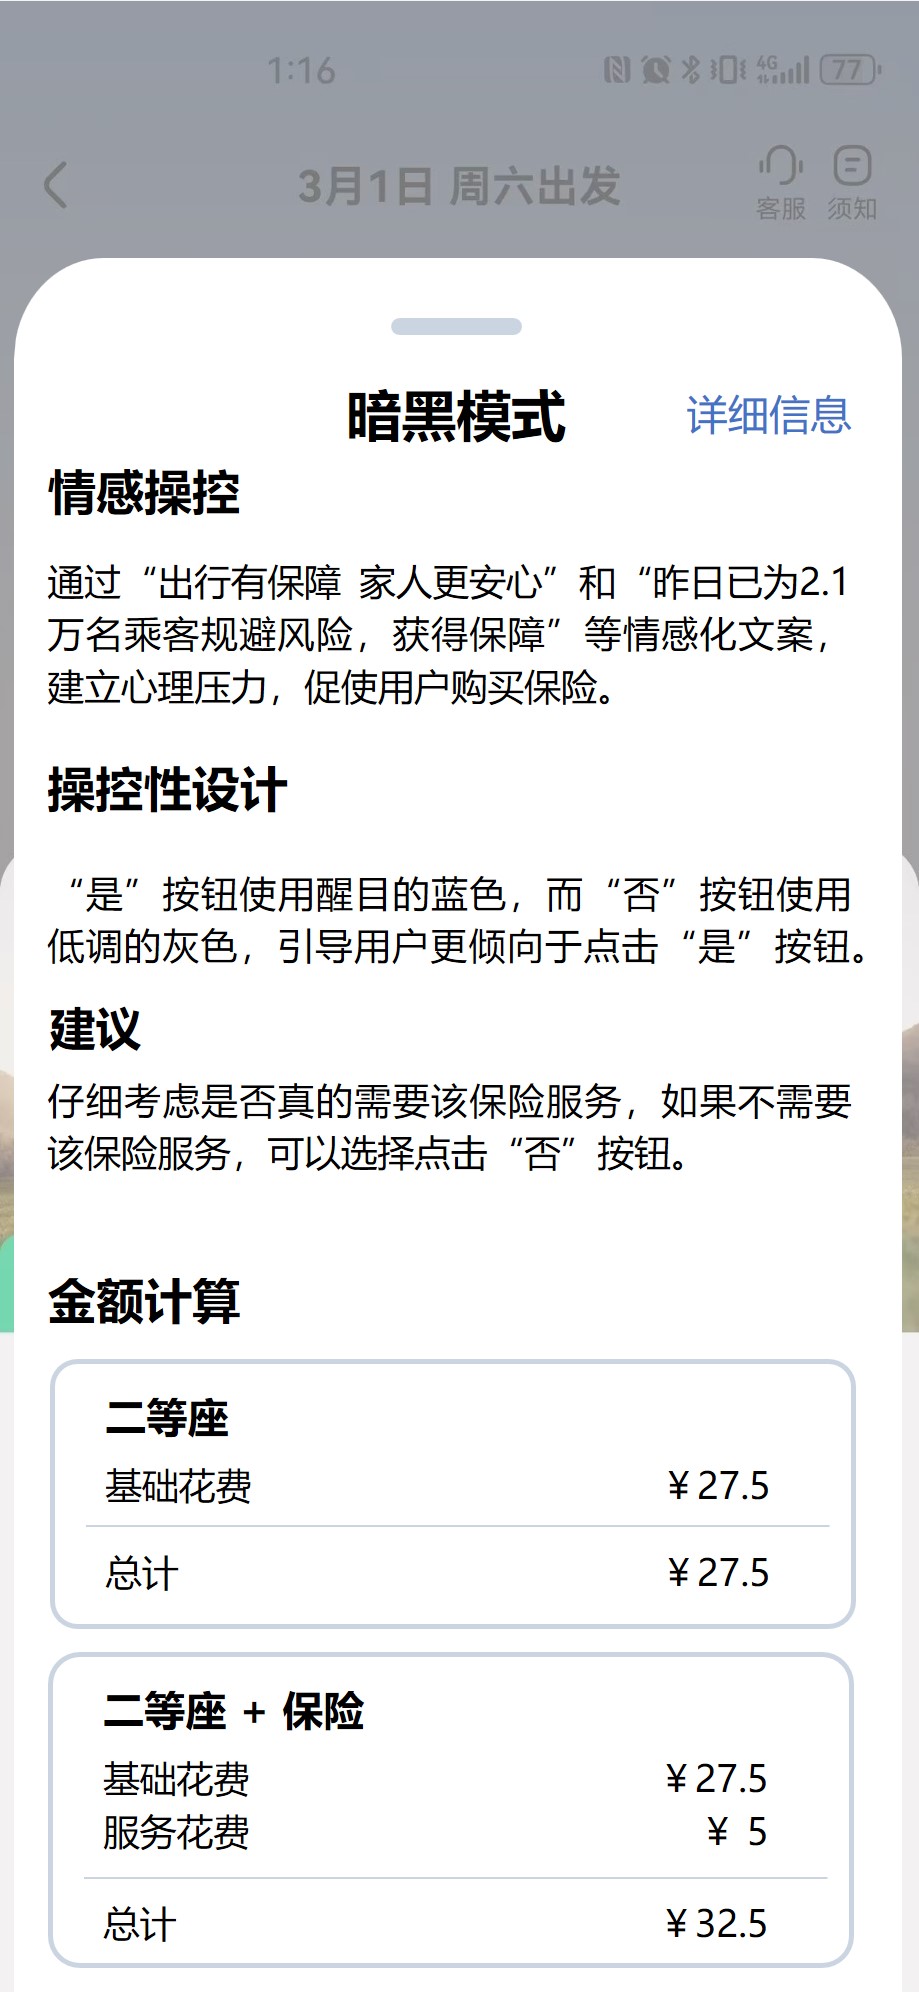 1:16
4G
77
3月1日 周六出发
客服 须知
暗黑模式
详细信息
情感操控
通过“出行有保障 家人更安心”和“昨日已为2.1
万名乘客规避风险，获得保障”等情感化文案，
建立心理压力，促使用户购买保险。
操控性设计
“是”按钮使用醒目的蓝色，而“否”按钮使用
低调的灰色，引导用户更倾向于点击“是”按钮。
建议
仔细考虑是否真的需要该保险服务，如果不需要
该保险服务，可以选择点击“否”按钮。
金额计算
二等座
基础花费 ¥27.5
总计 ¥27.5
二等座 + 保险
基础花费 ¥27.5
服务花费 ¥ 5
总计 ¥32.5